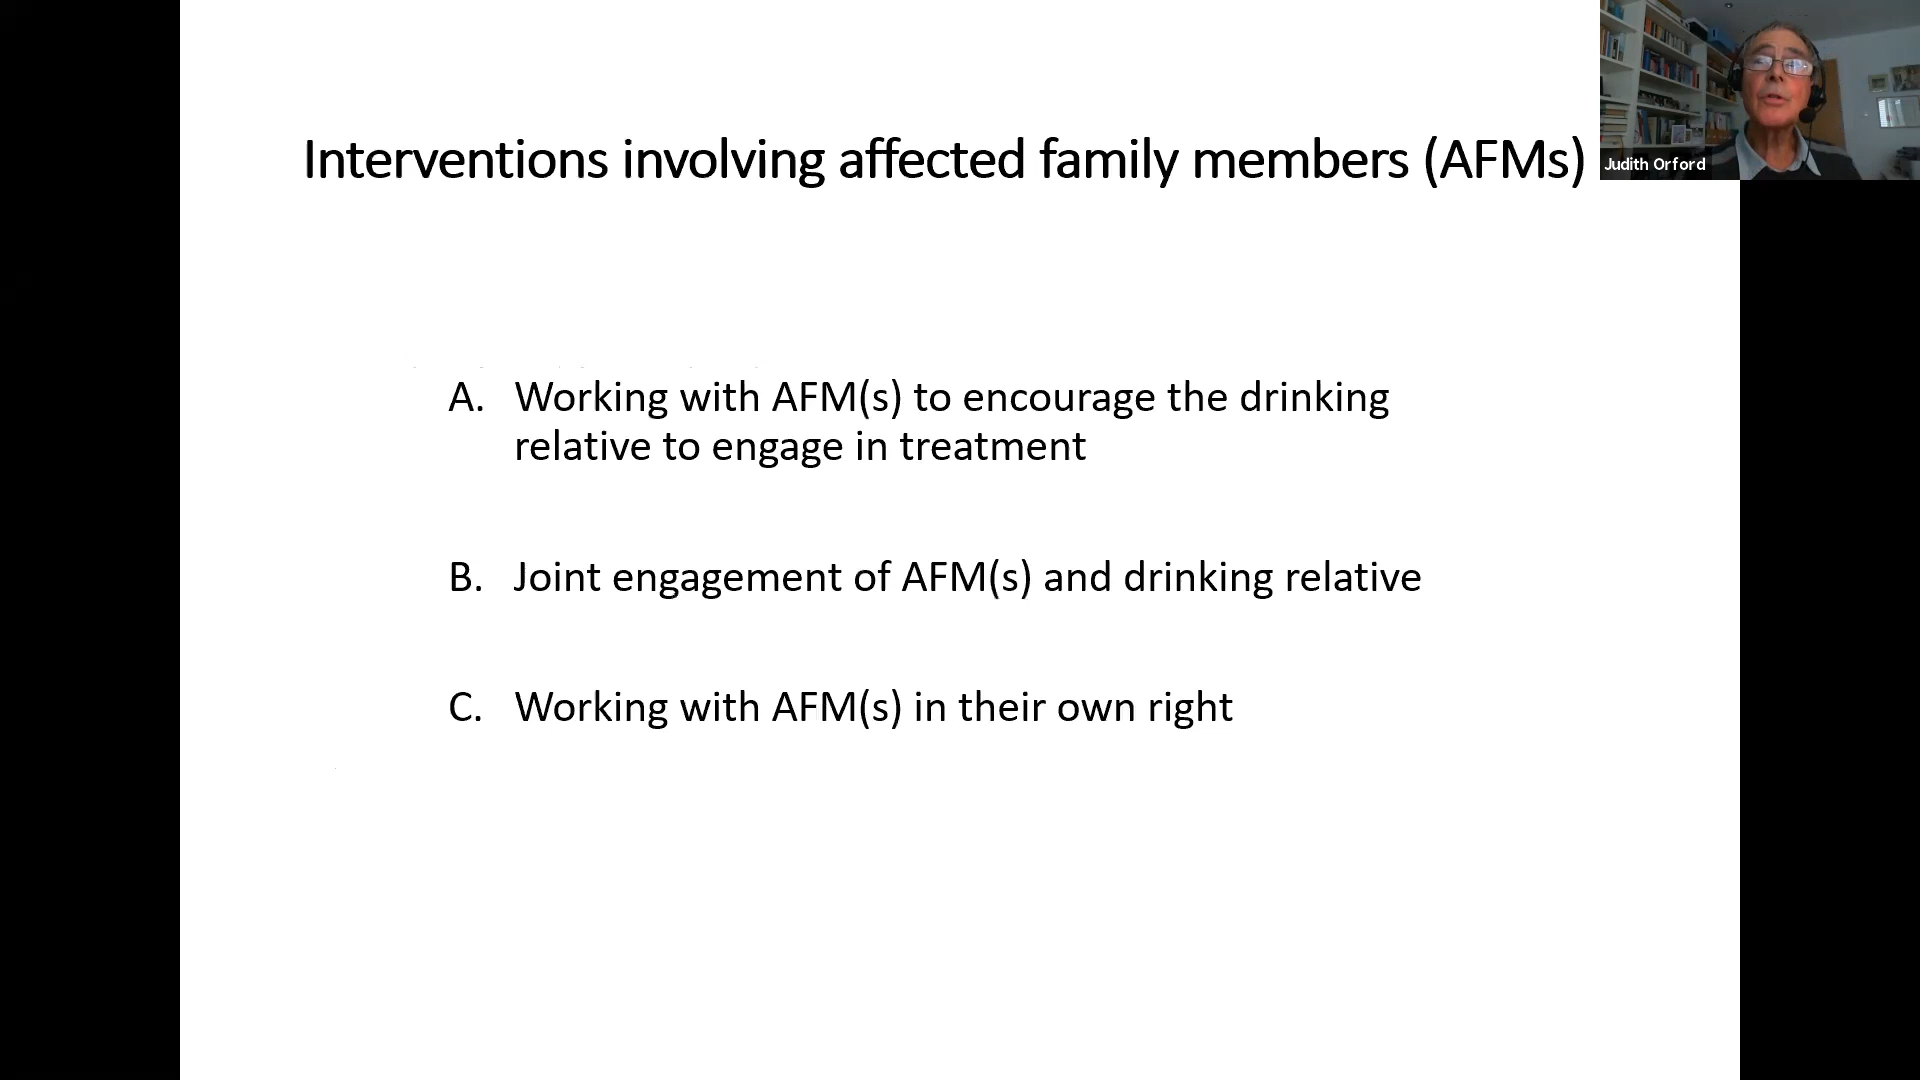 Interventions involving affected family members (AFMs)
Judith Orford
A. Working with AFM(s) to encourage the drinking
relative to engage in treatment
B. Joint engagement of AFM(s) and drinking relative
C. Working with AFM(s) in their own right